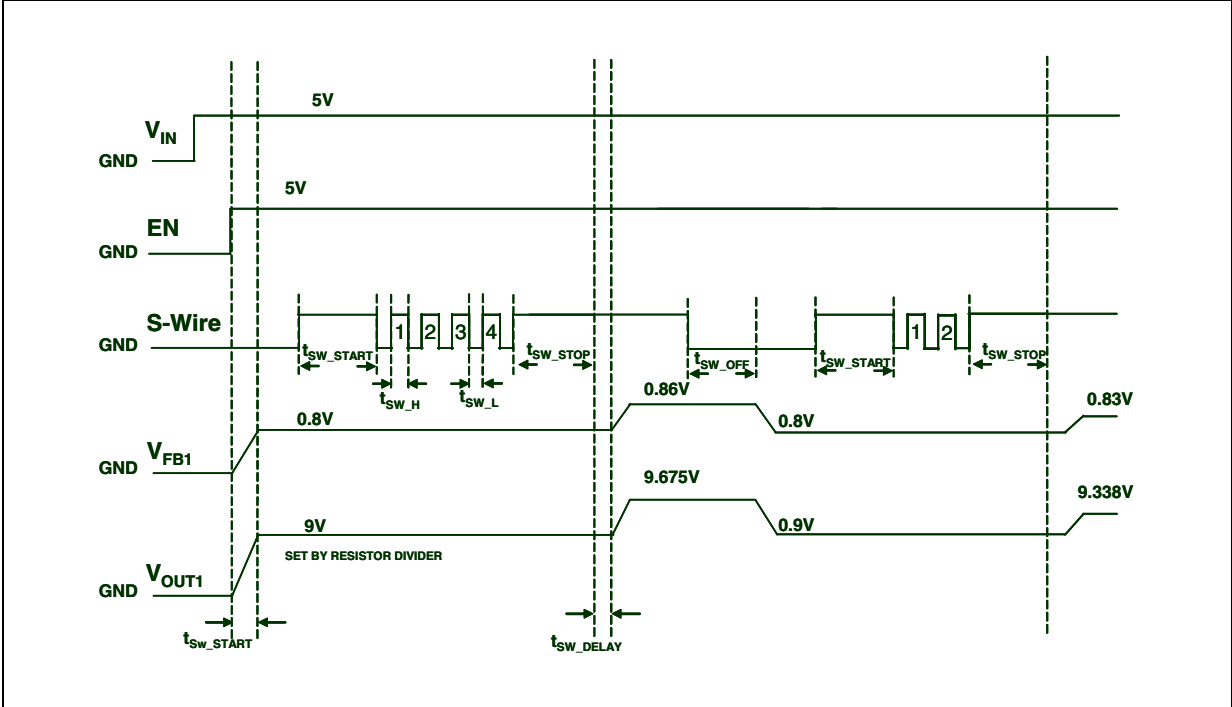 5V
VIN
GND
5V
EN
GND
S-Wire
GND
1 2 3 4
1 2
tSW_START
tSW_STOP
tSW_OFF
tSW_START
tSW_STOP
tSW_H
tSW_L
0.8V
0.86V
0.8V
0.83V
VFB1
GND
9V
9.675V
0.9V
9.338V
SET BY RESISTOR DIVIDER
VOUT1
GND
tSw_START
tSW_DELAY